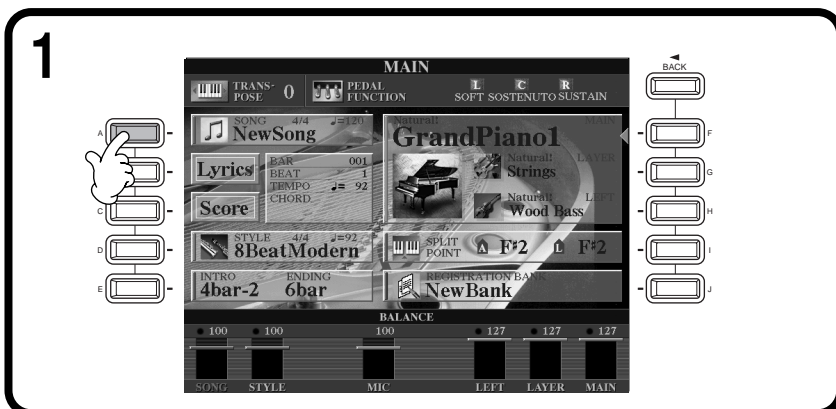 1
MAIN
BACK
TRANS-
POSE 0
PEDAL
FUNCTION
L C R
SOFT SOSTENUTO SUSTAIN
A
C
D
E
F
G
H
I
J
SONG 4/4 ♩=120
NewSong
Lyrics
Score
BAR 001
BEAT 1
TEMPO ♩= 92
CHORD
STYLE 4/4 ♩=92
8BeatModern
INTRO ENDING
4bar-2 6bar
Natural! MAIN
GrandPiano1
Natural! LAYER
Strings
Natural! LEFT
Wood Bass
SPLIT
POINT A F♯2 L F♯2
REGISTRATION BANK
NewBank
BALANCE
100 100 100 127 127 127
SONG STYLE MIC LEFT LAYER MAIN